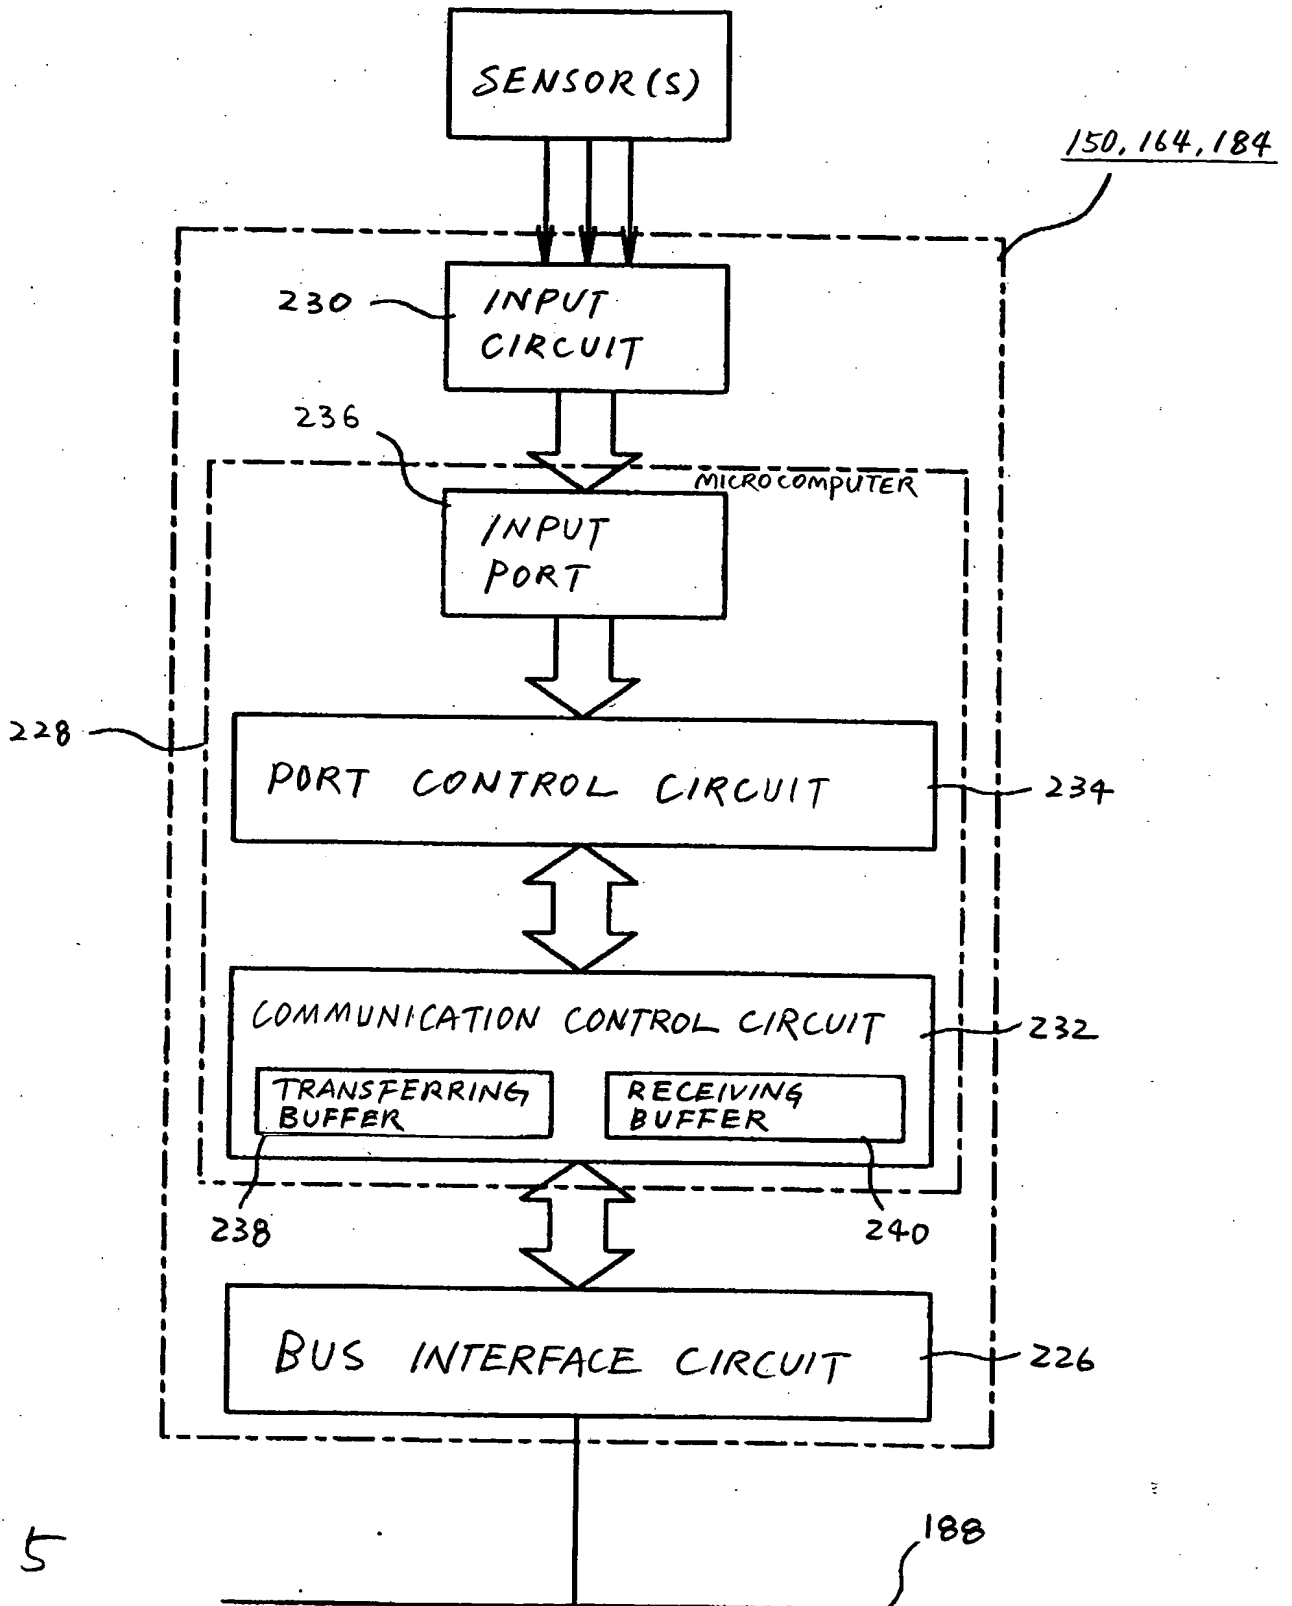 SENSOR(S)
150, 164, 184
230
INPUT
CIRCUIT
236
MICROCOMPUTER
INPUT
PORT
228
PORT CONTROL CIRCUIT
234
COMMUNICATION CONTROL CIRCUIT
232
TRANSFERRING
BUFFER
RECEIVING
BUFFER
238
240
BUS INTERFACE CIRCUIT
226
5
188